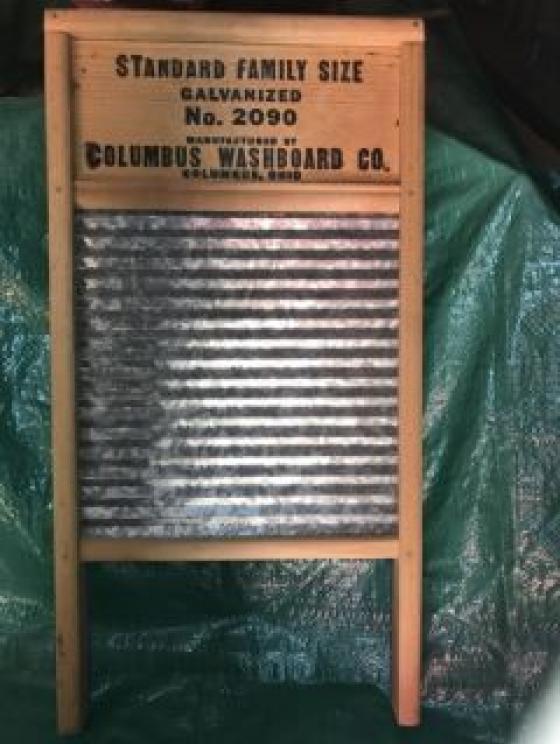 STANDARD FAMILY SIZE
GALVANIZED
No. 2090
MANUFACTURED BY
COLUMBUS WASHBOARD CO.
COLUMBUS, OHIO